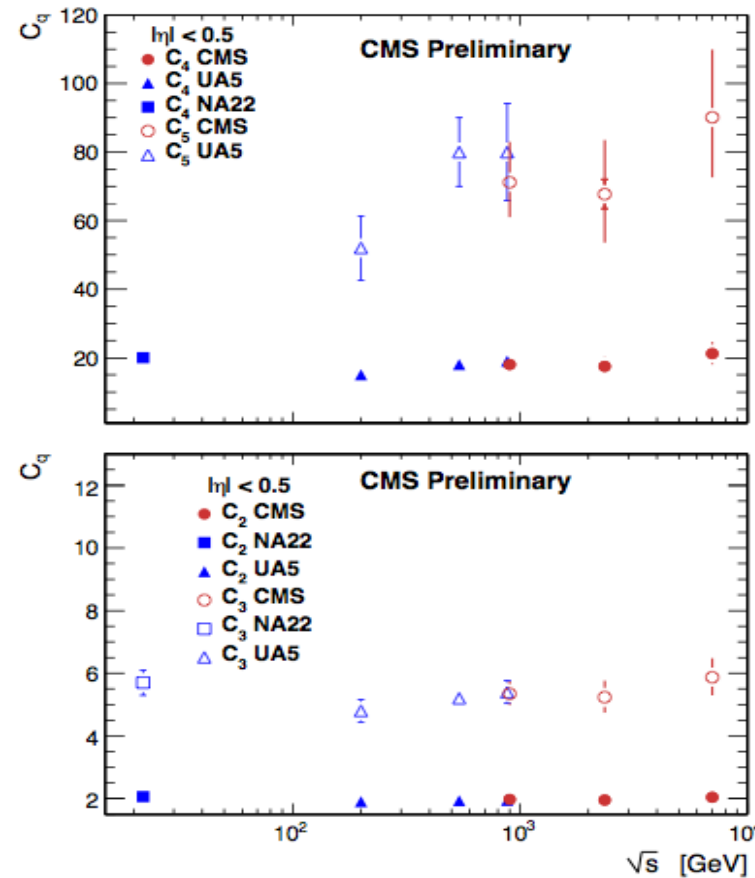 C_q
120
100
80
60
40
20
|η| < 0.5
C_4 CMS
C_4 UA5
C_4 NA22
C_5 CMS
C_5 UA5
CMS Preliminary
C_q
12
10
8
6
4
2
|η| < 0.5
C_2 CMS
C_2 NA22
C_2 UA5
C_3 CMS
C_3 NA22
C_3 UA5
CMS Preliminary
10^2 10^3
√s [GeV]